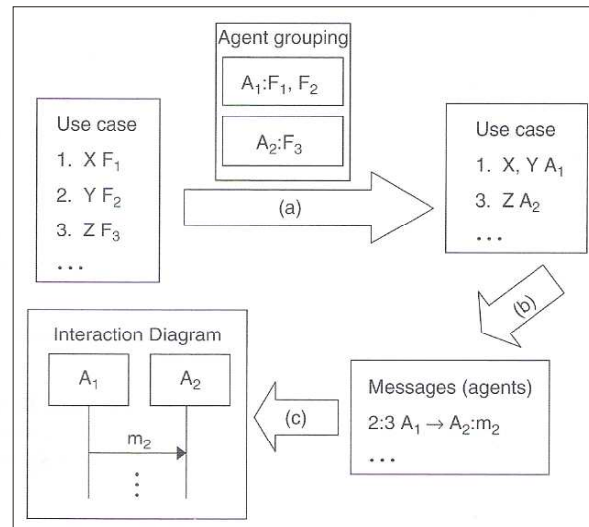 Agent grouping
A₁:F₁, F₂
A₂:F₃
Use case
1. X F₁
2. Y F₂
3. Z F₃
...
(a)
Use case
1. X, Y A₁
3. Z A₂
...
(b)
Messages (agents)
2:3 A₁ → A₂:m₂
...
(c)
Interaction Diagram
A₁
A₂
m₂